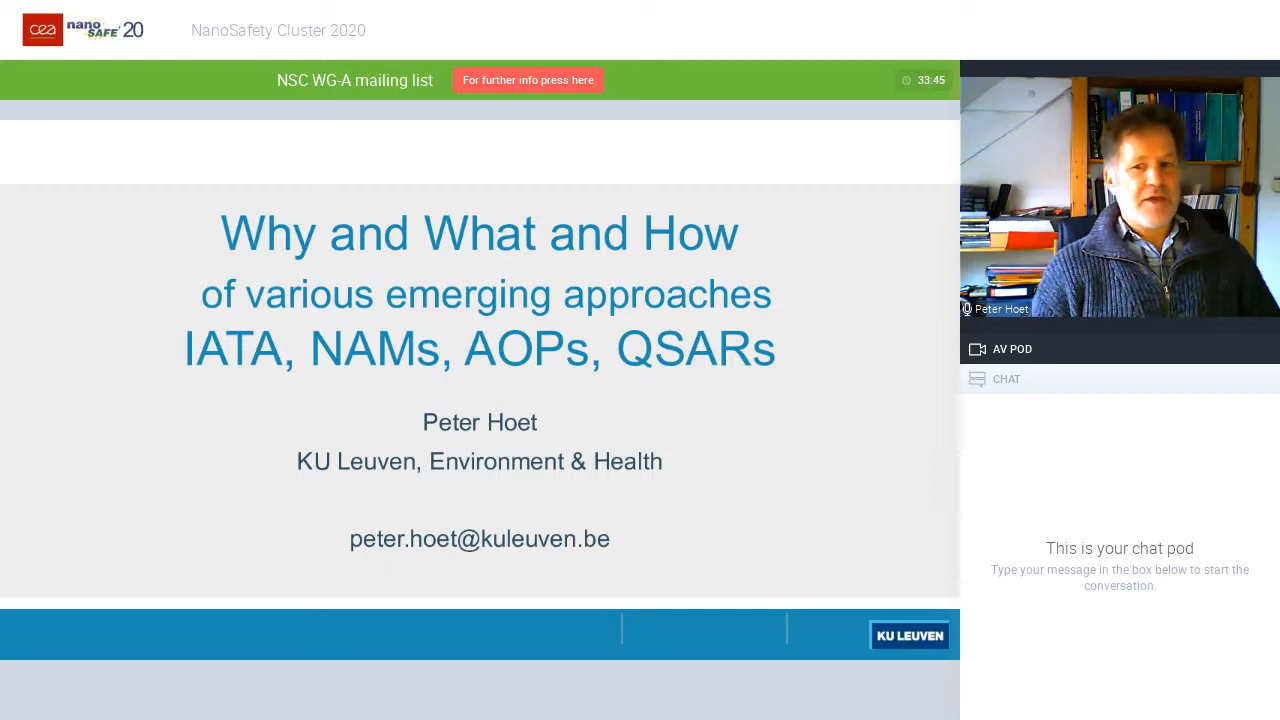 cea nano SAFE' 20
NanoSafety Cluster 2020
NSC WG-A mailing list
For further info press here
33:45
Why and What and How
of various emerging approaches
IATA, NAMs, AOPs, QSARs
Peter Hoet
KU Leuven, Environment & Health
peter.hoet@kuleuven.be
KU LEUVEN
Peter Hoet
AV POD
CHAT
This is your chat pod
Type your message in the box below to start the
conversation.